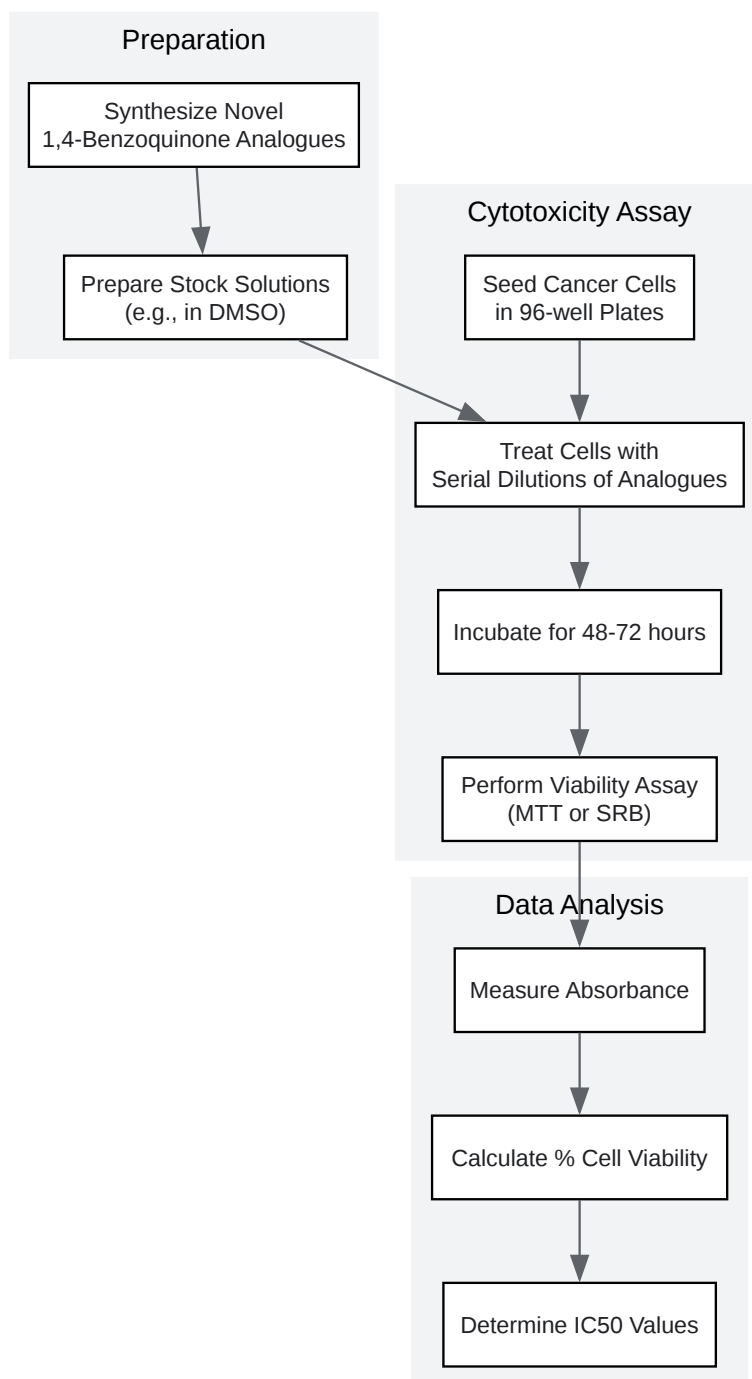 Preparation
Synthesize Novel
1,4-Benzoquinone Analogues
Prepare Stock Solutions
(e.g., in DMSO)
Cytotoxicity Assay
Seed Cancer Cells
in 96-well Plates
Treat Cells with
Serial Dilutions of Analogues
Incubate for 48-72 hours
Perform Viability Assay
(MTT or SRB)
Data Analysis
Measure Absorbance
Calculate % Cell Viability
Determine IC50 Values